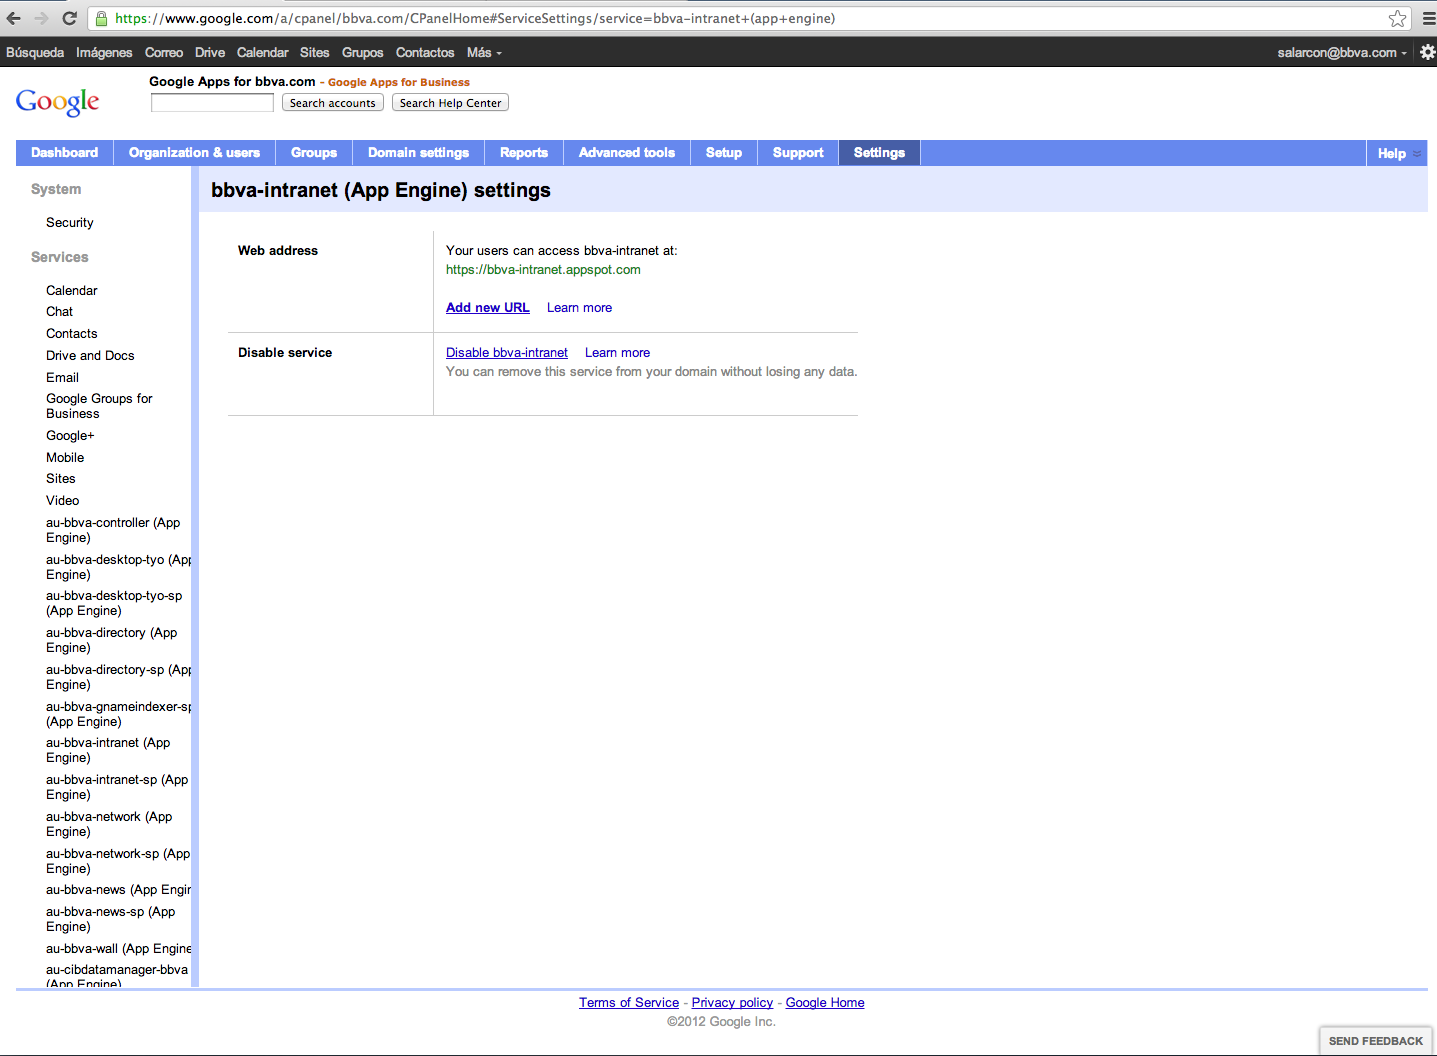 https://www.google.com/a/cpanel/bbva.com/CPanelHome#ServiceSettings/service=bbva-intranet+(app+engine)
Búsqueda Imágenes Correo Drive Calendar Sites Grupos Contactos Más salarcon@bbva.com
Google Apps for bbva.com - Google Apps for Business
Google
Search accounts Search Help Center
Dashboard Organization & users Groups Domain settings Reports Advanced tools Setup Support Settings Help
System
Security
Services
Calendar
Chat
Contacts
Drive and Docs
Email
Google Groups for
Business
Google+
Mobile
Sites
Video
au-bbva-controller (App
Engine)
au-bbva-desktop-tyo (App
Engine)
au-bbva-desktop-tyo-sp
(App Engine)
au-bbva-directory (App
Engine)
au-bbva-directory-sp (App
Engine)
au-bbva-gnameindexer-sp
(App Engine)
au-bbva-intranet (App
Engine)
au-bbva-intranet-sp (App
Engine)
au-bbva-network (App
Engine)
au-bbva-network-sp (App
Engine)
au-bbva-news (App Engin
au-bbva-news-sp (App
Engine)
au-bbva-wall (App Engine
au-cibdatamanager-bbva
(App Engine)
bbva-intranet (App Engine) settings
Web address
Your users can access bbva-intranet at:
https://bbva-intranet.appspot.com
Add new URL Learn more
Disable service
Disable bbva-intranet Learn more
You can remove this service from your domain without losing any data.
Terms of Service - Privacy policy - Google Home
©2012 Google Inc.
SEND FEEDBACK